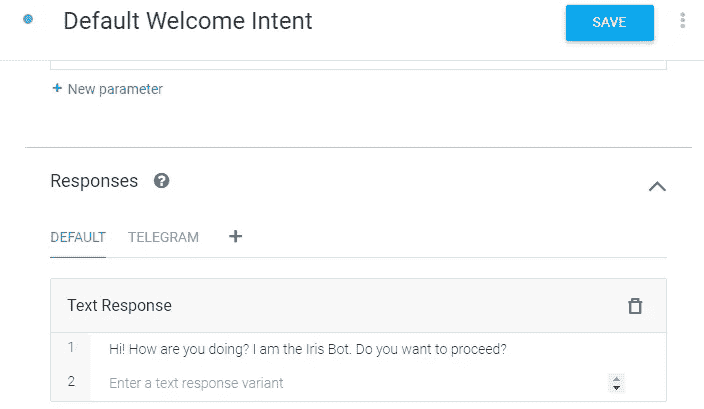 Default Welcome Intent
SAVE
+ New parameter
Responses ?
DEFAULT TELEGRAM +
Text Response
1 Hi! How are you doing? I am the Iris Bot. Do you want to proceed?
2 Enter a text response variant